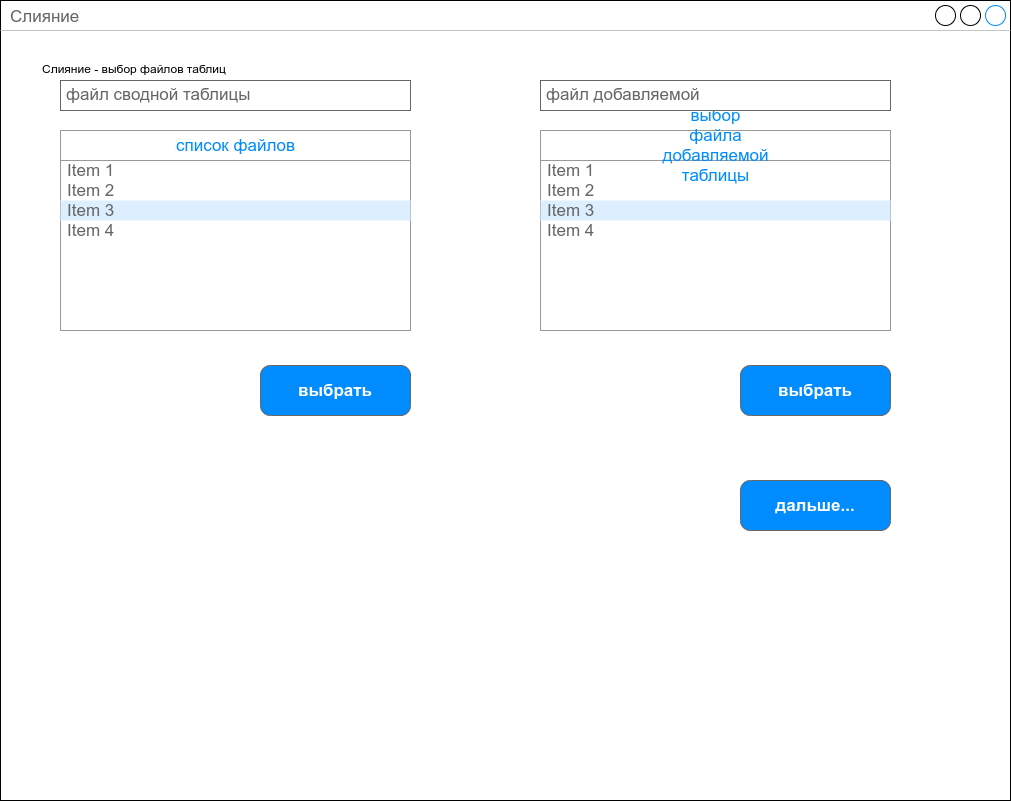 Слияние
Слияние - выбор файлов таблиц
файл сводной таблицы
список файлов
Item 1
Item 2
Item 3
Item 4
выбрать
файл добавляемой
выбор
файла
добавляемой
таблицы
Item 1
Item 2
Item 3
Item 4
выбрать
дальше...